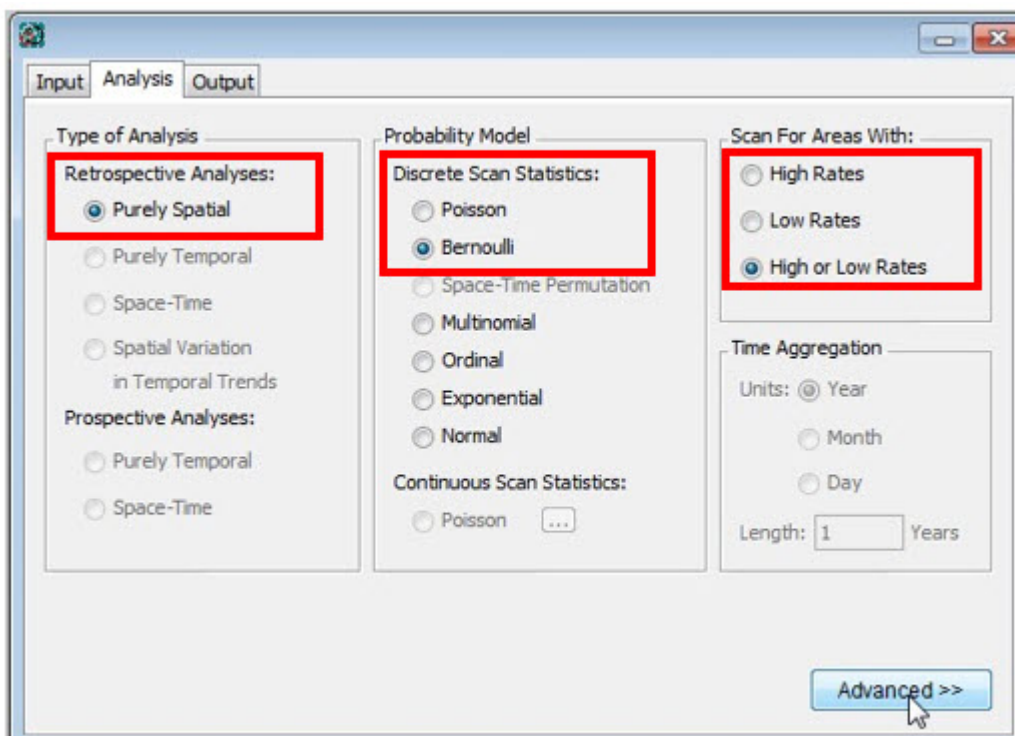 Input Analysis Output
Type of Analysis
Retrospective Analyses:
Purely Spatial
Purely Temporal
Space-Time
Spatial Variation
in Temporal Trends
Prospective Analyses:
Purely Temporal
Space-Time
Probability Model
Discrete Scan Statistics:
Poisson
Bernoulli
Space-Time Permutation
Multinomial
Ordinal
Exponential
Normal
Continuous Scan Statistics:
Poisson ...
Scan For Areas With:
High Rates
Low Rates
High or Low Rates
Time Aggregation
Units: Year
Month
Day
Length: 1 Years
Advanced >>